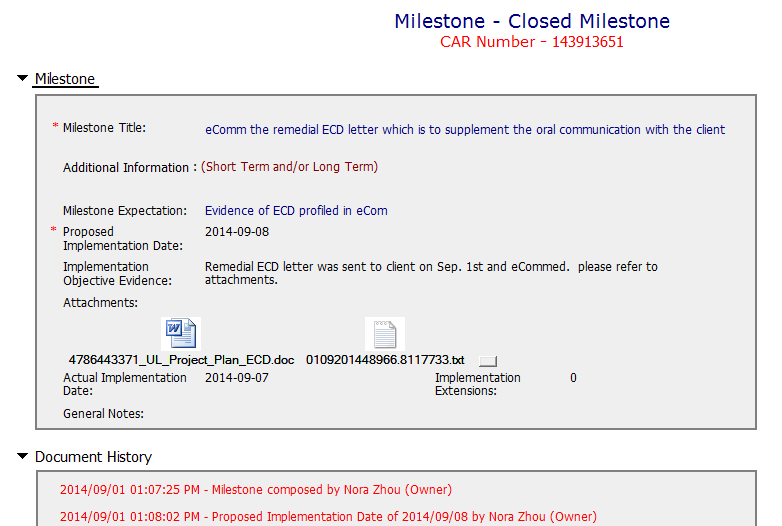 Milestone - Closed Milestone
CAR Number - 143913651
Milestone
* Milestone Title: eComm the remedial ECD letter which is to supplement the oral communication with the client
Additional Information : (Short Term and/or Long Term)
Milestone Expectation: Evidence of ECD profiled in eCom
* Proposed 2014-09-08
Implementation Date:
Implementation Remedial ECD letter was sent to client on Sep. 1st and eCommed. please refer to
Objective Evidence: attachments.
Attachments:
4786443371_UL_Project_Plan_ECD.doc 0109201448966.8117733.txt
Actual Implementation 2014-09-07 Implementation 0
Date: Extensions:
General Notes:
Document History
2014/09/01 01:07:25 PM - Milestone composed by Nora Zhou (Owner)
2014/09/01 01:08:02 PM - Proposed Implementation Date of 2014/09/08 by Nora Zhou (Owner)